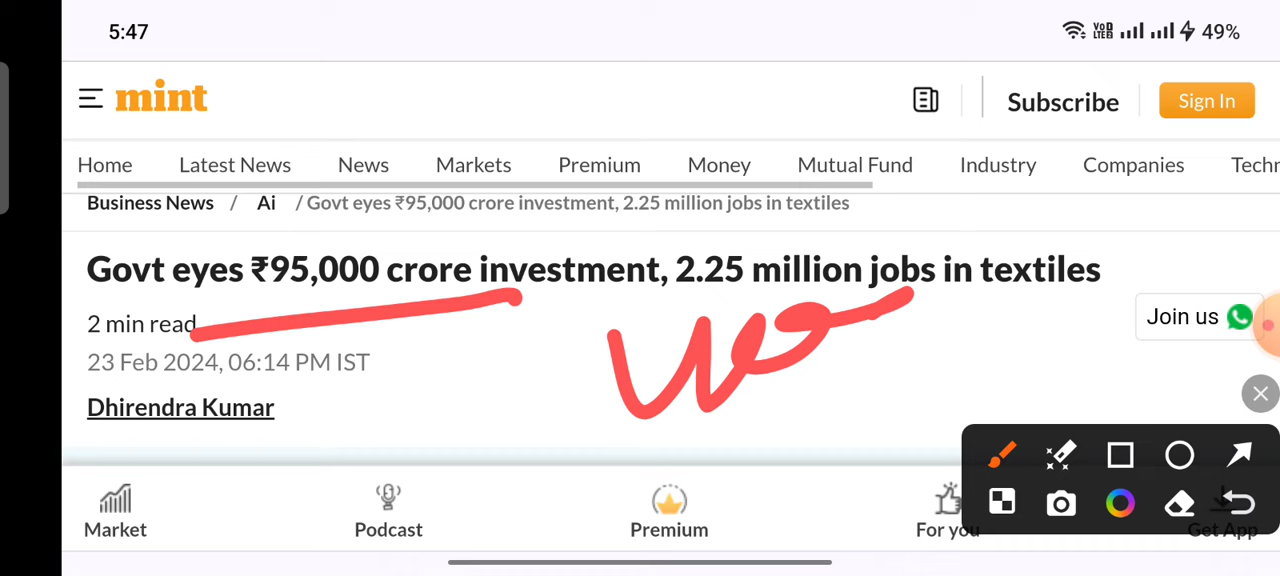 5:47 VoD LTE 49%
mint Subscribe Sign In
Home Latest News News Markets Premium Money Mutual Fund Industry Companies Techn
Business News / Ai / Govt eyes ₹95,000 crore investment, 2.25 million jobs in textiles
Govt eyes ₹95,000 crore investment, 2.25 million jobs in textiles
2 min read
Join us
23 Feb 2024, 06:14 PM IST
Dhirendra Kumar
Market Podcast Premium For you Get App